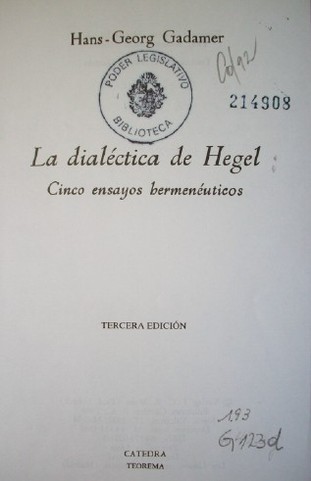 Hans-Georg Gadamer
PODER LEGISLATIVO
BIBLIOTECA
214908
La dialéctica de Hegel
Cinco ensayos hermenéuticos
TERCERA EDICIÓN
193
G123d
CATEDRA
TEOREMA